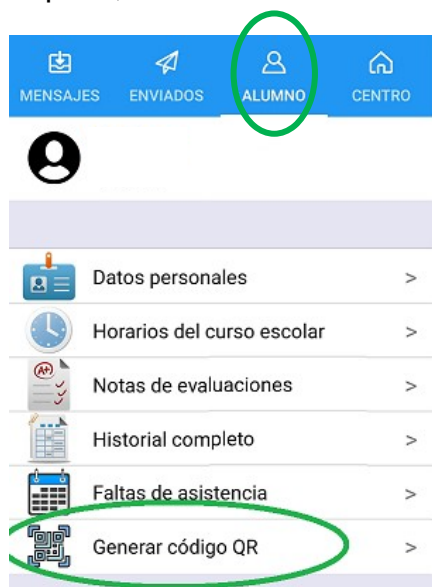 MENSAJES ENVIADOS ALUMNO CENTRO
Datos personales >
Horarios del curso escolar >
A+
Notas de evaluaciones >
Historial completo >
Faltas de asistencia >
Generar código QR >